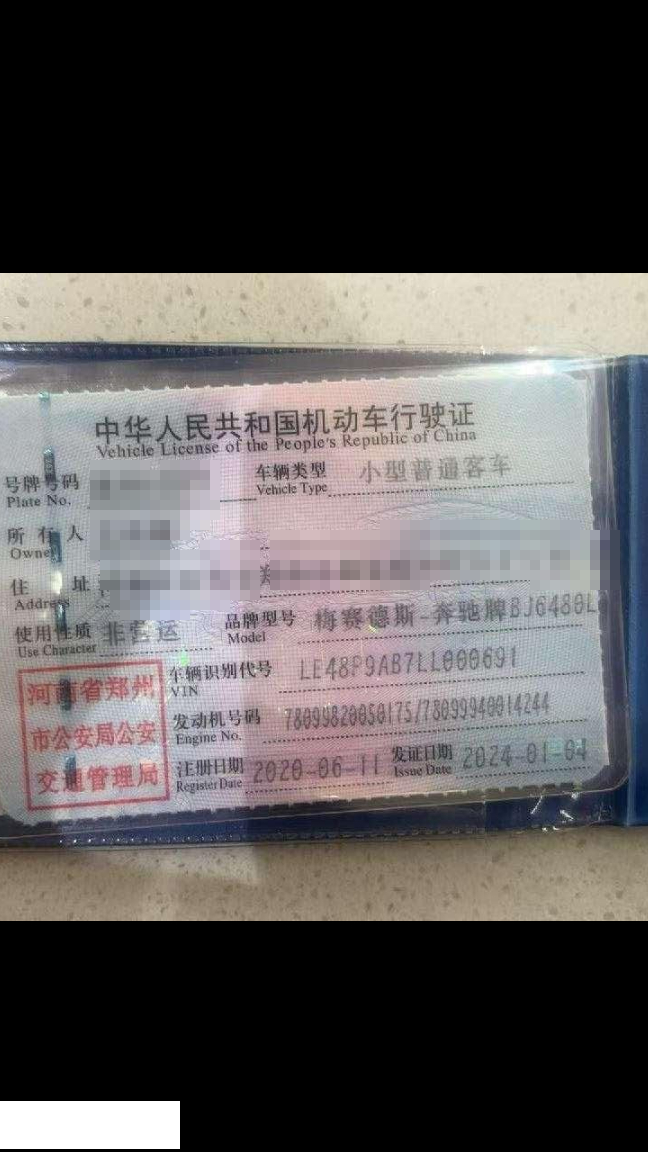 中华人民共和国机动车行驶证
Vehicle License of the People's Republic of China
号牌号码
Plate No.
车辆类型 小型普通客车
Vehicle Type
所有人
Owner
住址
Address
使用性质 非营运
Use Character
品牌型号 梅赛德斯-奔驰牌BJ6480L
Model
河南省郑州
市公安局公安
交通管理局
车辆识别代号 LE48P9AB7LL000691
VIN
发动机号码 78099820050175/78099940014244
Engine No.
注册日期 2020-06-11
Register Date
发证日期 2024-01-04
Issue Date